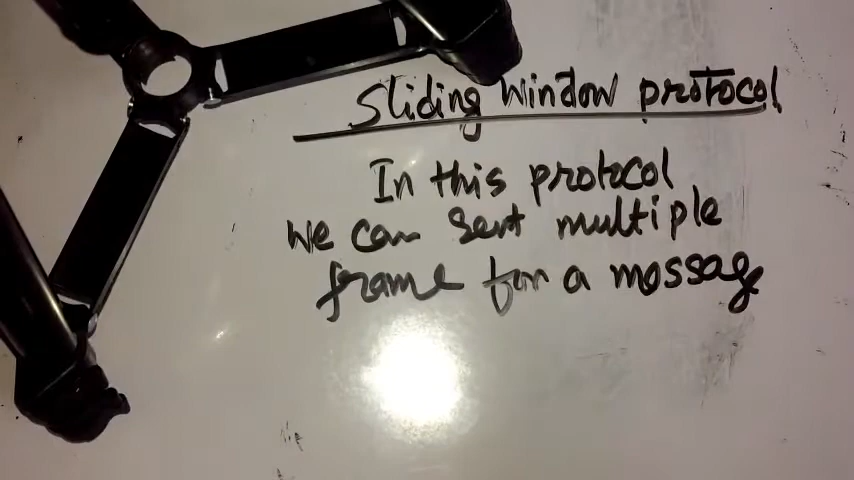 Sliding Window protocol
In this protocol
We can sent multiple
frame for a messag